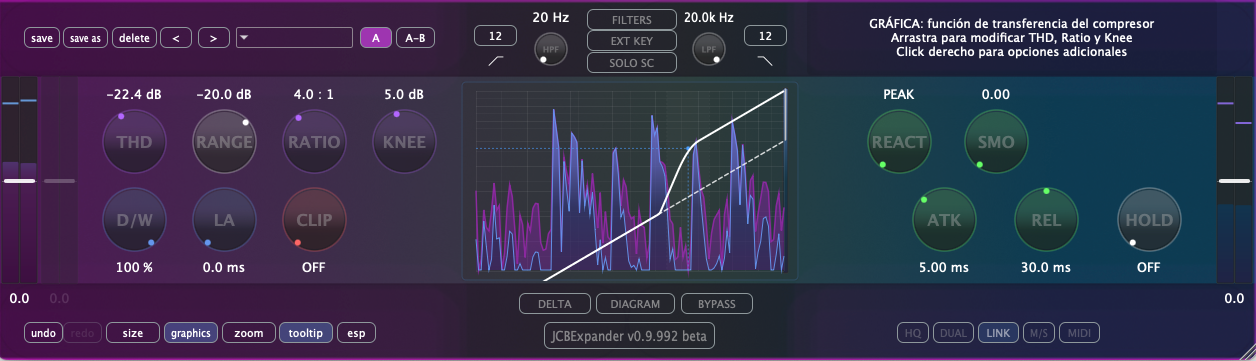 save
save as
delete
<
>
A
A-B
12
20 Hz
HPF
FILTERS
EXT KEY
SOLO SC
20.0k Hz
LPF
12
GRÁFICA: función de transferencia del compresor
Arrastra para modificar THD, Ratio y Knee
Click derecho para opciones adicionales
-22.4 dB
-20.0 dB
4.0 : 1
5.0 dB
THD
RANGE
RATIO
KNEE
D/W
LA
CLIP
100 %
0.0 ms
OFF
PEAK
0.00
REACT
SMO
ATK
REL
HOLD
5.00 ms
30.0 ms
OFF
0.0
0.0
0.0
DELTA
DIAGRAM
BYPASS
undo
redo
size
graphics
zoom
tooltip
esp
JCBExpander v0.9.992 beta
HQ
DUAL
LINK
M/S
MIDI